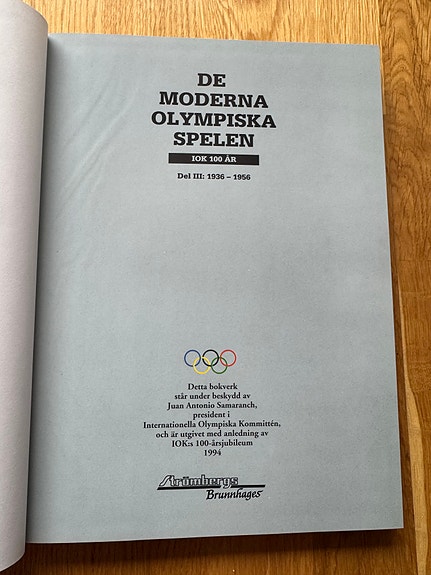 DE
MODERNA
OLYMPISKA
SPELEN
IOK 100 ÅR
Del III: 1936 – 1956
Detta bokverk
står under beskydd av
Juan Antonio Samaranch,
president i
Internationella Olympiska Kommittén,
och är utgivet med anledning av
IOK:s 100-årsjubileum
1994
Strömbergs
Brunnhages